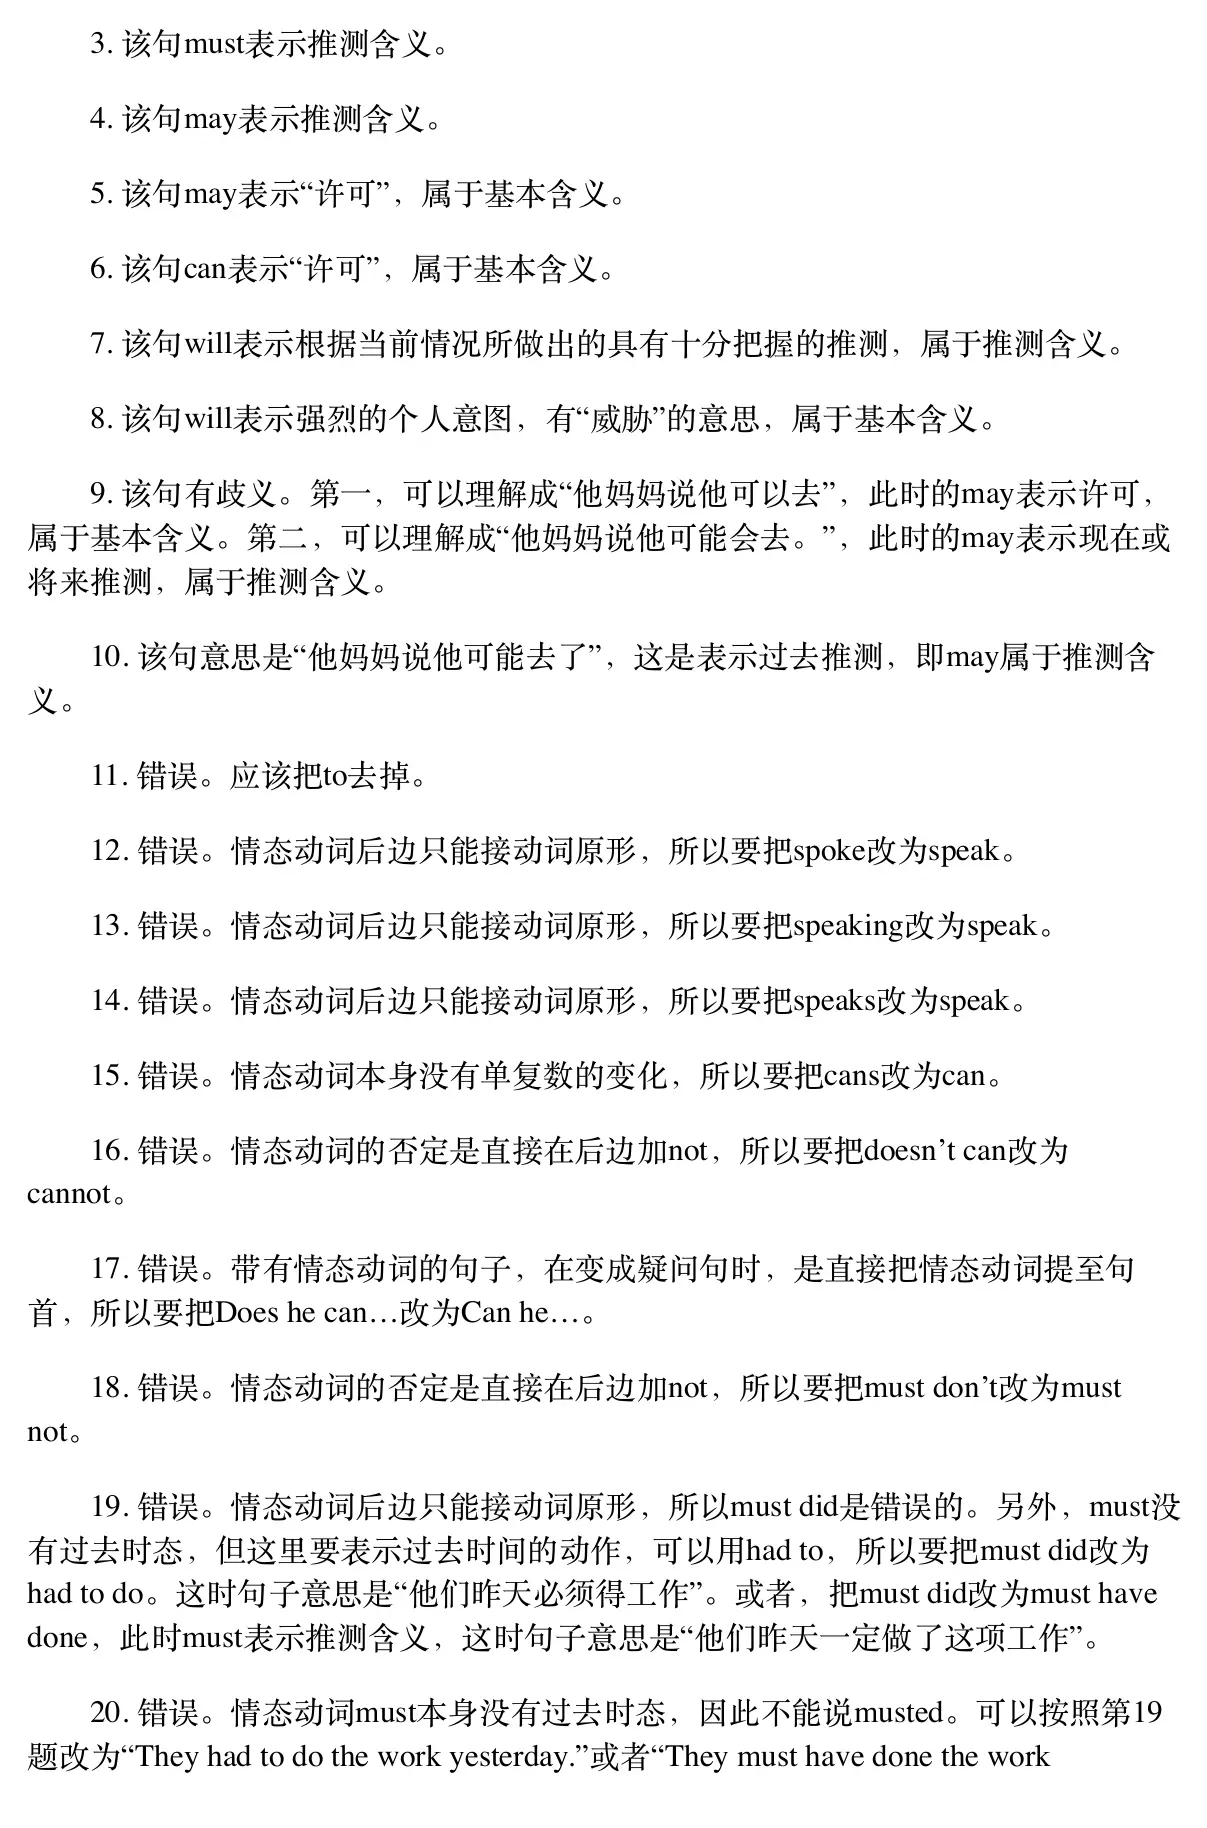 3. 该句must表示推测含义。
4. 该句may表示推测含义。
5. 该句may表示“许可”，属于基本含义。
6. 该句can表示“许可”，属于基本含义。
7. 该句will表示根据当前情况所做出的具有十分把握的推测，属于推测含义。
8. 该句will表示强烈的个人意图，有“威胁”的意思，属于基本含义。
9. 该句有歧义。第一，可以理解成“他妈妈说他可以去”，此时的may表示许可，
属于基本含义。第二，可以理解成“他妈妈说他可能会去。”，此时的may表示现在或
将来推测，属于推测含义。
10. 该句意思是“他妈妈说他可能去了”，这是表示过去推测，即may属于推测含
义。
11. 错误。应该把to去掉。
12. 错误。情态动词后边只能接动词原形，所以要把spoke改为speak。
13. 错误。情态动词后边只能接动词原形，所以要把speaking改为speak。
14. 错误。情态动词后边只能接动词原形，所以要把speaks改为speak。
15. 错误。情态动词本身没有单复数的变化，所以要把cans改为can。
16. 错误。情态动词的否定是直接在后边加not，所以要把doesn’t can改为
cannot。
17. 错误。带有情态动词的句子，在变成疑问句时，是直接把情态动词提至句
首，所以要把Does he can…改为Can he…。
18. 错误。情态动词的否定是直接在后边加not，所以要把must don’t改为must
not。
19. 错误。情态动词后边只能接动词原形，所以must did是错误的。另外，must没
有过去时态，但这里要表示过去时间的动作，可以用had to，所以要把must did改为
had to do。这时句子意思是“他们昨天必须得工作”。或者，把must did改为must have
done，此时must表示推测含义，这时句子意思是“他们昨天一定做了这项工作”。
20. 错误。情态动词must本身没有过去时态，因此不能说musted。可以按照第19
题改为“They had to do the work yesterday.”或者“They must have done the work